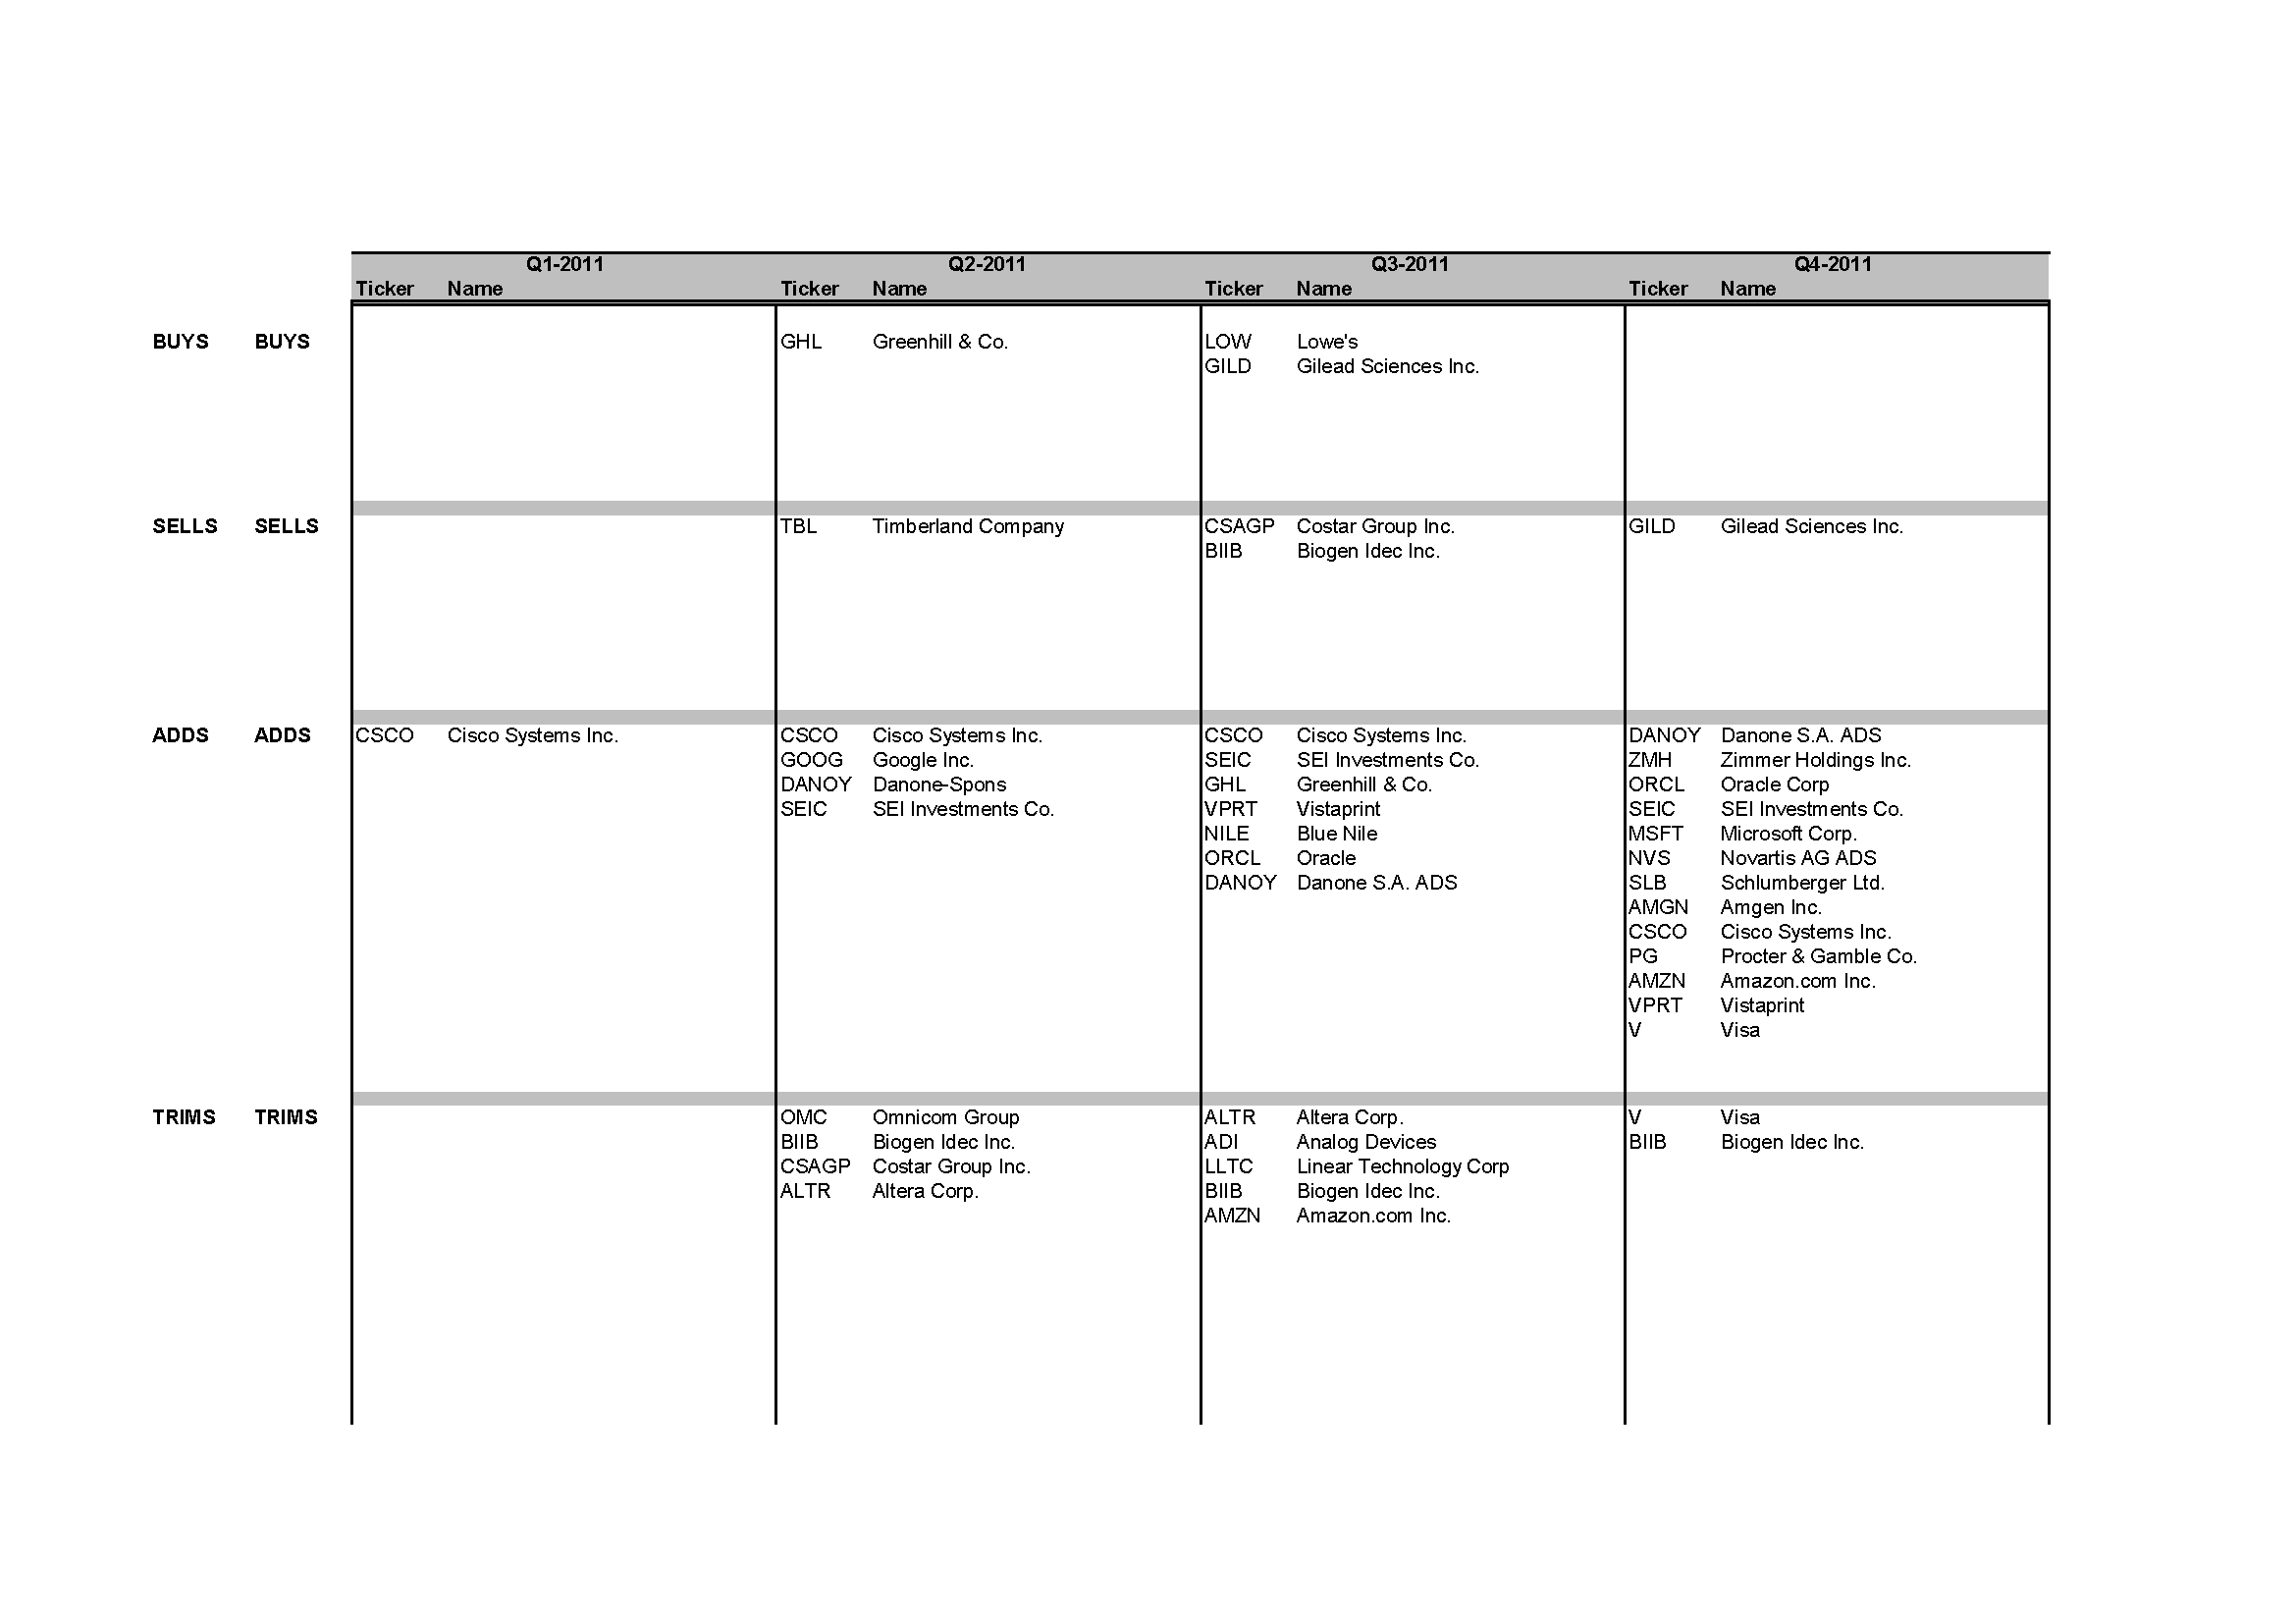 Q1-2011 Q2-2011 Q3-2011 Q4-2011
Ticker Name Ticker Name Ticker Name Ticker Name
BUYS BUYS GHL Greenhill & Co. LOW Lowe's
GILD Gilead Sciences Inc.
SELLS SELLS TBL Timberland Company CSAGP Costar Group Inc. GILD Gilead Sciences Inc.
BIIB Biogen Idec Inc.
ADDS ADDS CSCO Cisco Systems Inc. CSCO Cisco Systems Inc. CSCO Cisco Systems Inc. DANOY Danone S.A. ADS
GOOG Google Inc. SEIC SEI Investments Co. ZMH Zimmer Holdings Inc.
DANOY Danone-Spons GHL Greenhill & Co. ORCL Oracle Corp
SEIC SEI Investments Co. VPRT Vistaprint SEIC SEI Investments Co.
NILE Blue Nile MSFT Microsoft Corp.
ORCL Oracle NVS Novartis AG ADS
DANOY Danone S.A. ADS SLB Schlumberger Ltd.
AMGN Amgen Inc.
CSCO Cisco Systems Inc.
PG Procter & Gamble Co.
AMZN Amazon.com Inc.
VPRT Vistaprint
V Visa
TRIMS TRIMS OMC Omnicom Group ALTR Altera Corp. V Visa
BIIB Biogen Idec Inc. ADI Analog Devices BIIB Biogen Idec Inc.
CSAGP Costar Group Inc. LLTC Linear Technology Corp
ALTR Altera Corp. BIIB Biogen Idec Inc.
AMZN Amazon.com Inc.